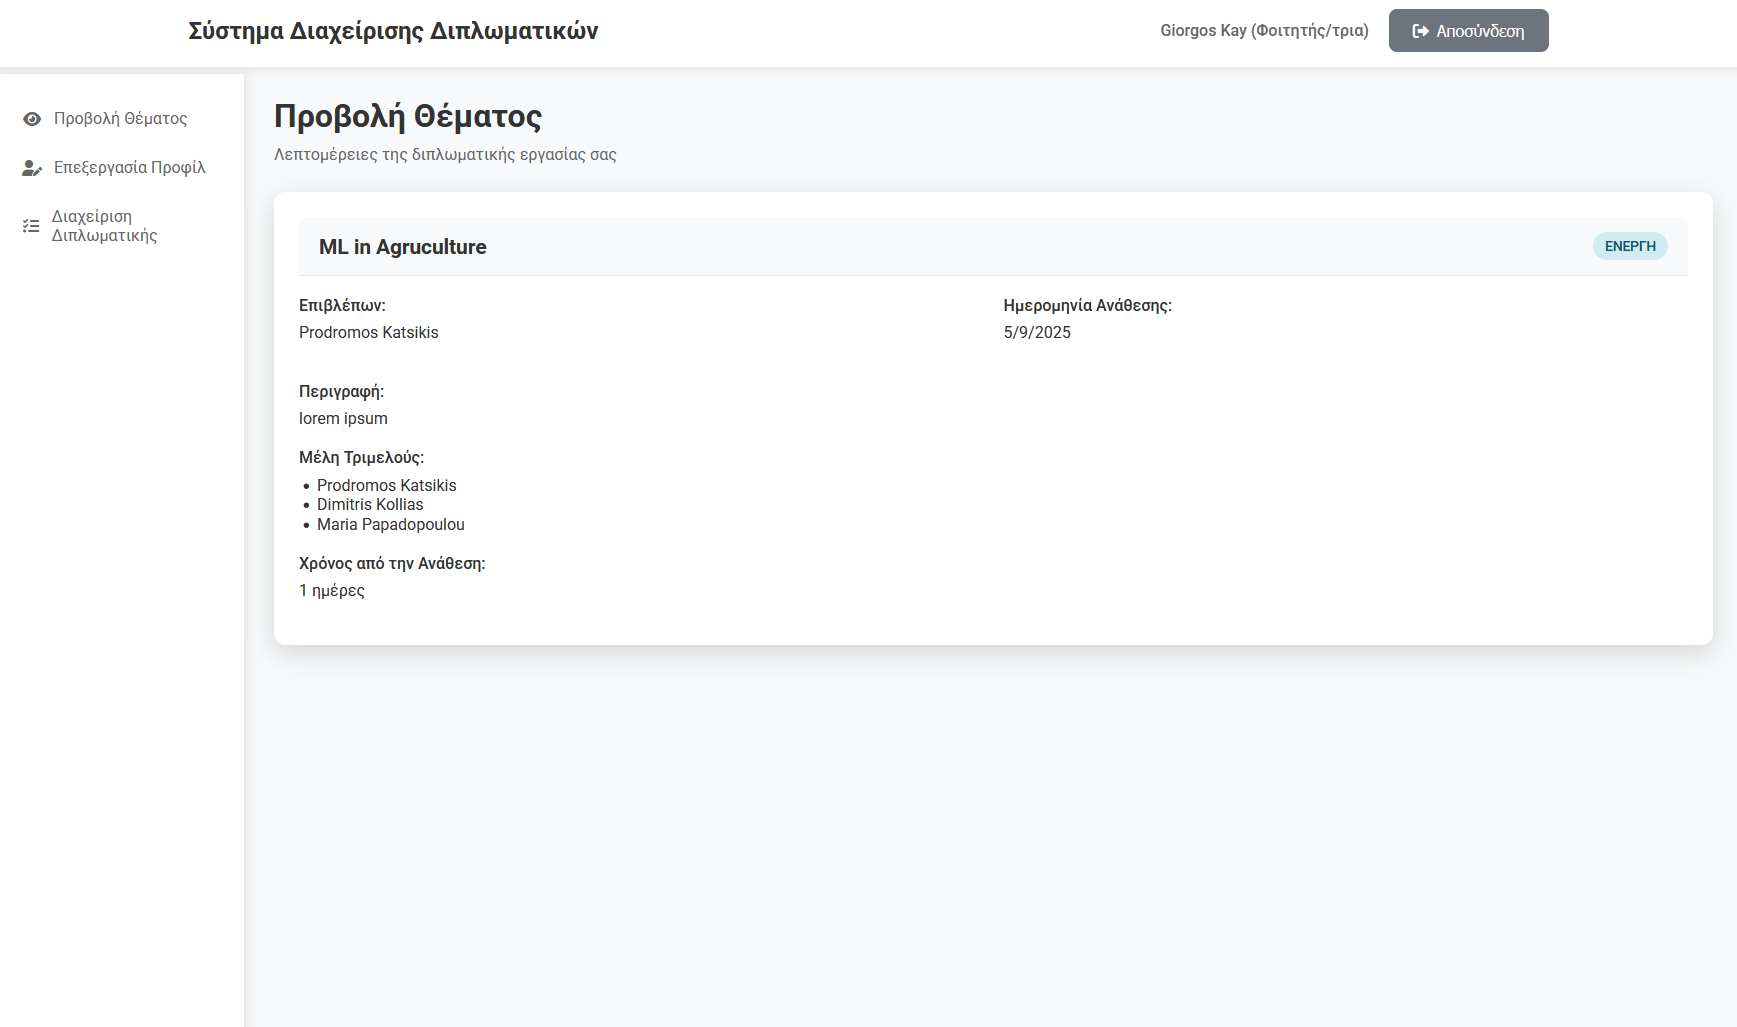 Σύστημα Διαχείρισης Διπλωματικών
Giorgos Kay (Φοιτητής/τρια)
Αποσύνδεση
Προβολή Θέματος
Επεξεργασία Προφίλ
Διαχείριση
Διπλωματικής
Προβολή Θέματος
Λεπτομέρειες της διπλωματικής εργασίας σας
ML in Agruculture
ΕΝΕΡΓΗ
Επιβλέπων:
Prodromos Katsikis
Ημερομηνία Ανάθεσης:
5/9/2025
Περιγραφή:
lorem ipsum
Μέλη Τριμελούς:
Prodromos Katsikis
Dimitris Kollias
Maria Papadopoulou
Χρόνος από την Ανάθεση:
1 ημέρες